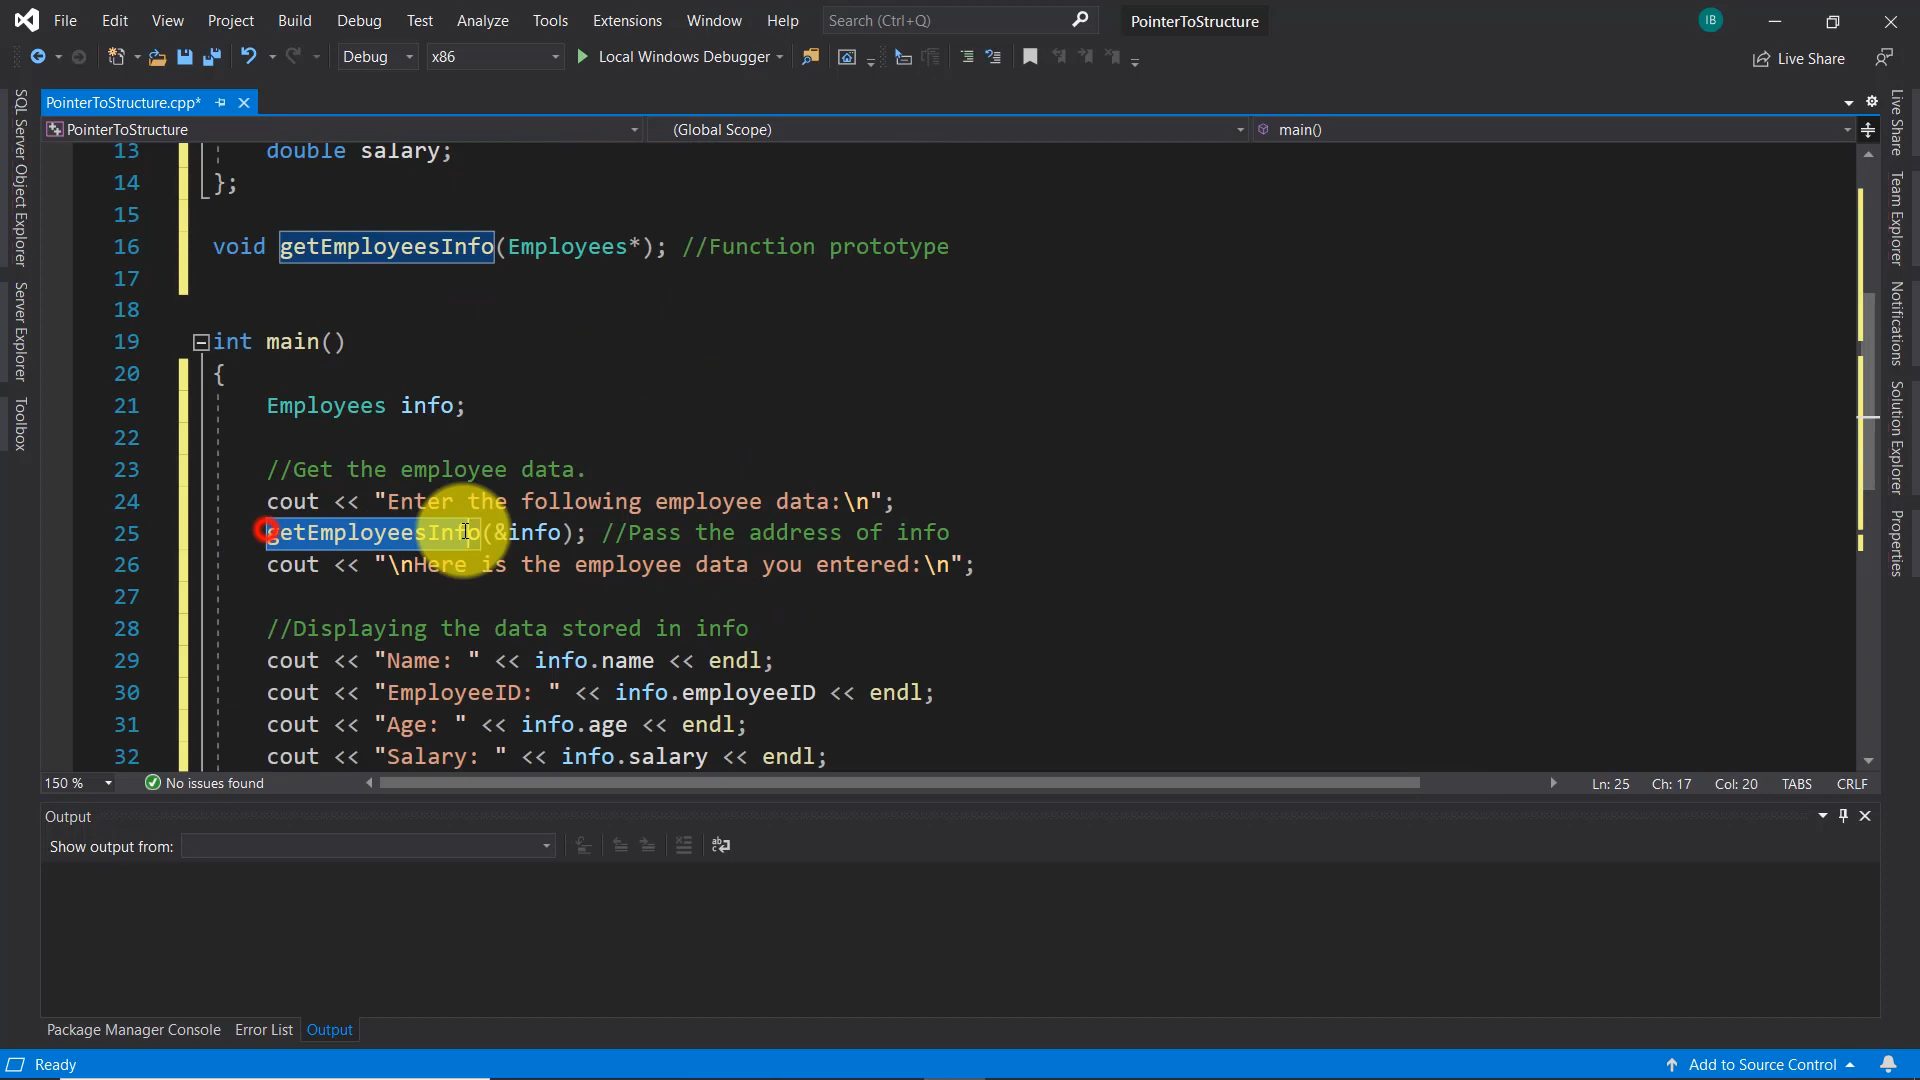 File Edit View Project Build Debug Test Analyze Tools Extensions Window Help Search (Ctrl+Q) PointerToStructure IB
Debug x86 Local Windows Debugger Live Share
PointerToStructure.cpp*
PointerToStructure (Global Scope) main()
13 double salary;
14 };
15
16 void getEmployeesInfo(Employees*); //Function prototype
17
18
19 int main()
20 {
21 Employees info;
22
23 //Get the employee data.
24 cout << "Enter the following employee data:\n";
25 getEmployeesInfo(&info); //Pass the address of info
26 cout << "\nHere is the employee data you entered:\n";
27
28 //Displaying the data stored in info
29 cout << "Name: " << info.name << endl;
30 cout << "EmployeeID: " << info.employeeID << endl;
31 cout << "Age: " << info.age << endl;
32 cout << "Salary: " << info.salary << endl;
150 % No issues found Ln: 25 Ch: 17 Col: 20 TABS CRLF
Output
Show output from:
Package Manager Console Error List Output
Ready Add to Source Control
SQL Server Object Explorer
Server Explorer
Toolbox
Live Share
Team Explorer
Notifications
Solution Explorer
Properties